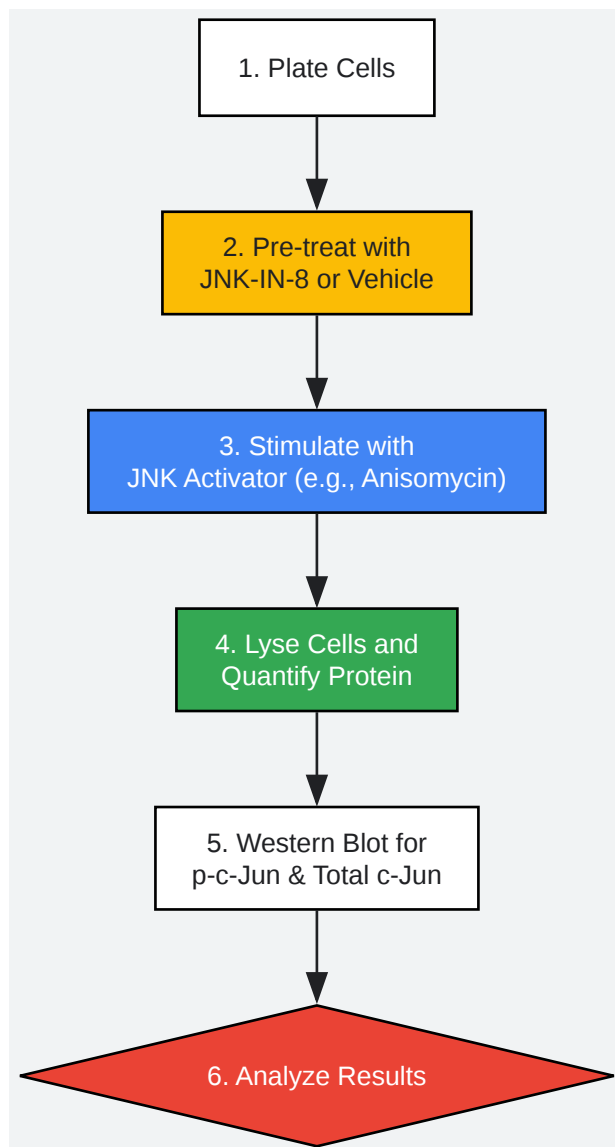 1. Plate Cells
2. Pre-treat with
JNK-IN-8 or Vehicle
3. Stimulate with
JNK Activator (e.g., Anisomycin)
4. Lyse Cells and
Quantify Protein
5. Western Blot for
p-c-Jun & Total c-Jun
6. Analyze Results